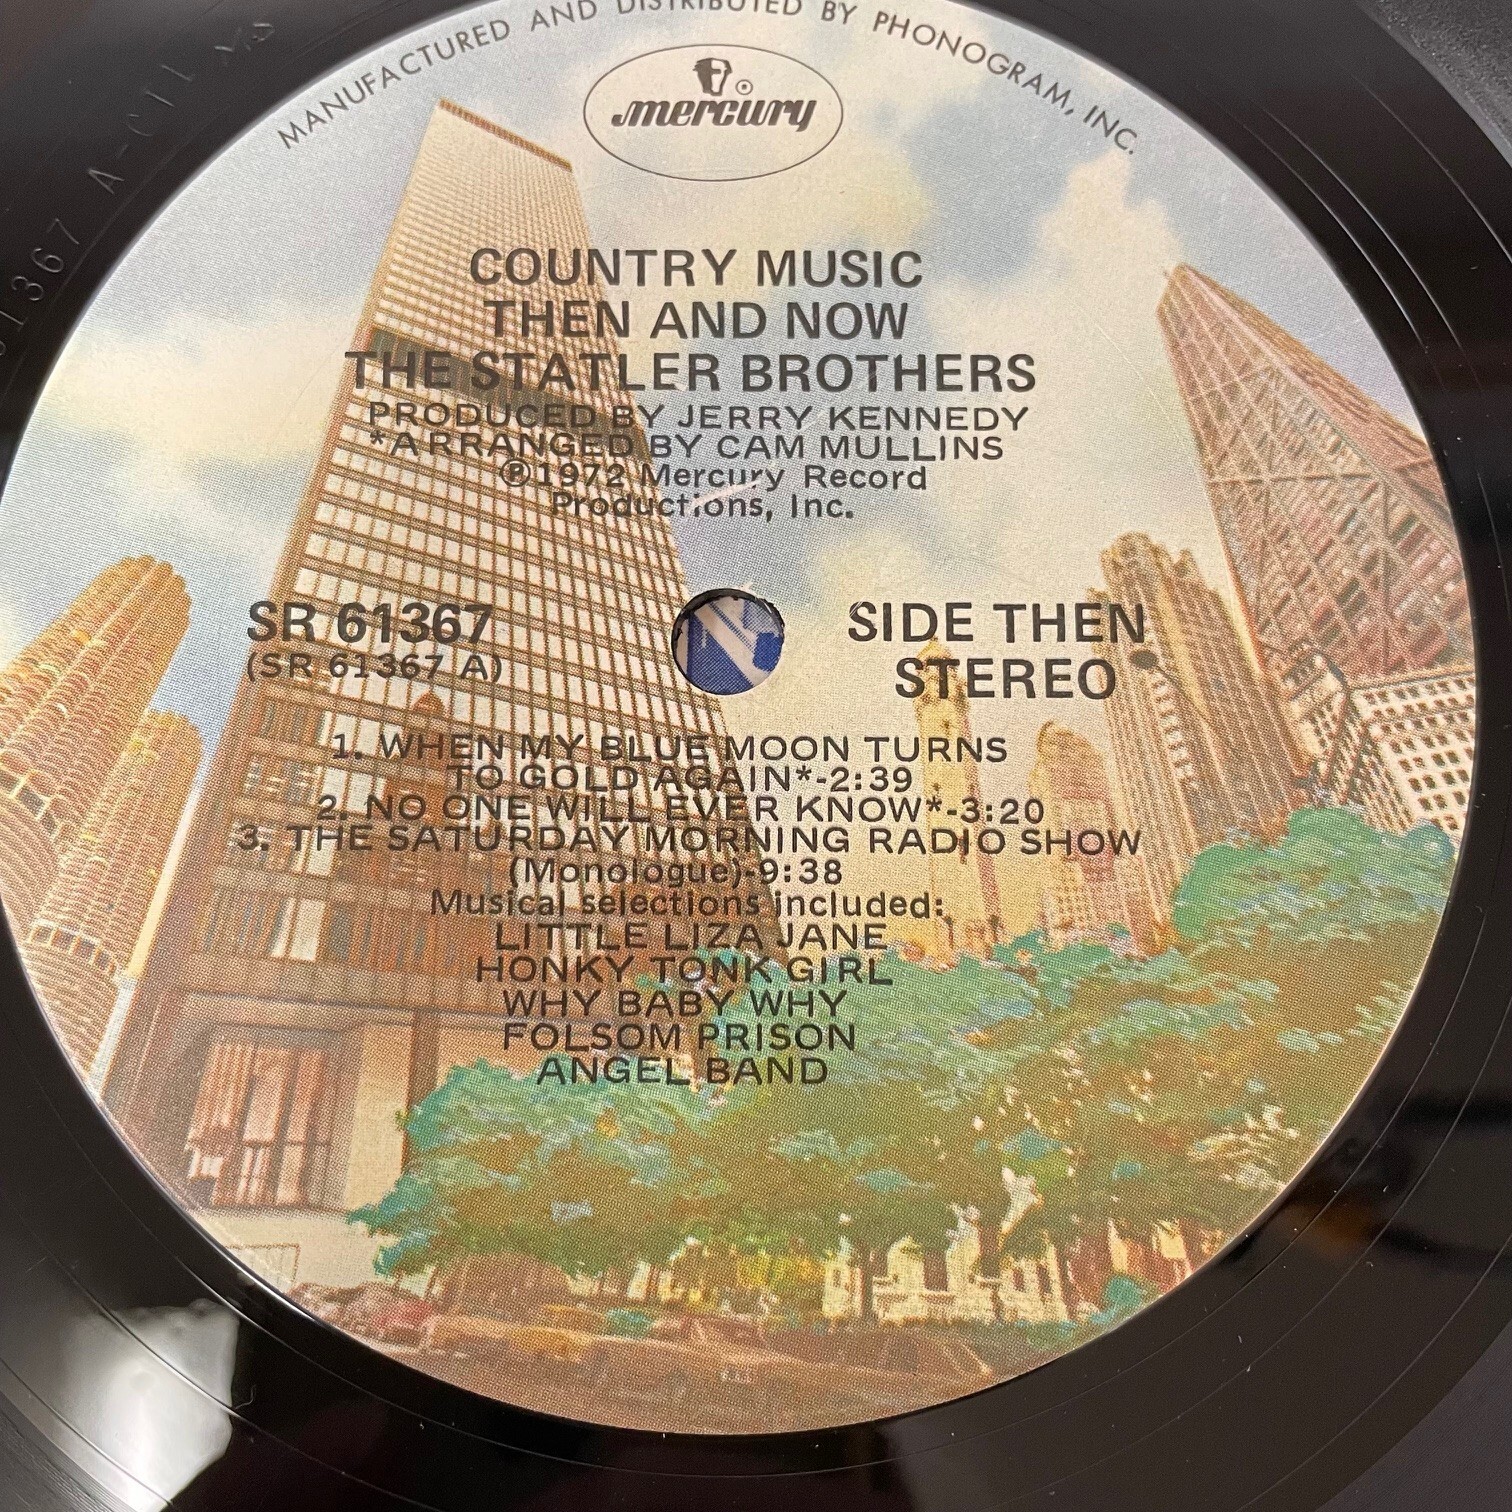 MANUFACTURED AND DISTRIBUTED BY PHONOGRAM, INC.
mercury
COUNTRY MUSIC
THEN AND NOW
THE STATLER BROTHERS
PRODUCED BY JERRY KENNEDY
*ARRANGED BY CAM MULLINS
Ⓟ1972 Mercury Record
Productions, Inc.
SR 61367
(SR 61367 A)
SIDE THEN
STEREO
1. WHEN MY BLUE MOON TURNS
TO GOLD AGAIN*-2:39
2. NO ONE WILL EVER KNOW*-3:20
3. THE SATURDAY MORNING RADIO SHOW
(Monologue)-9:38
Musical selections included:
LITTLE LIZA JANE
HONKY TONK GIRL
WHY BABY WHY
FOLSOM PRISON
ANGEL BAND